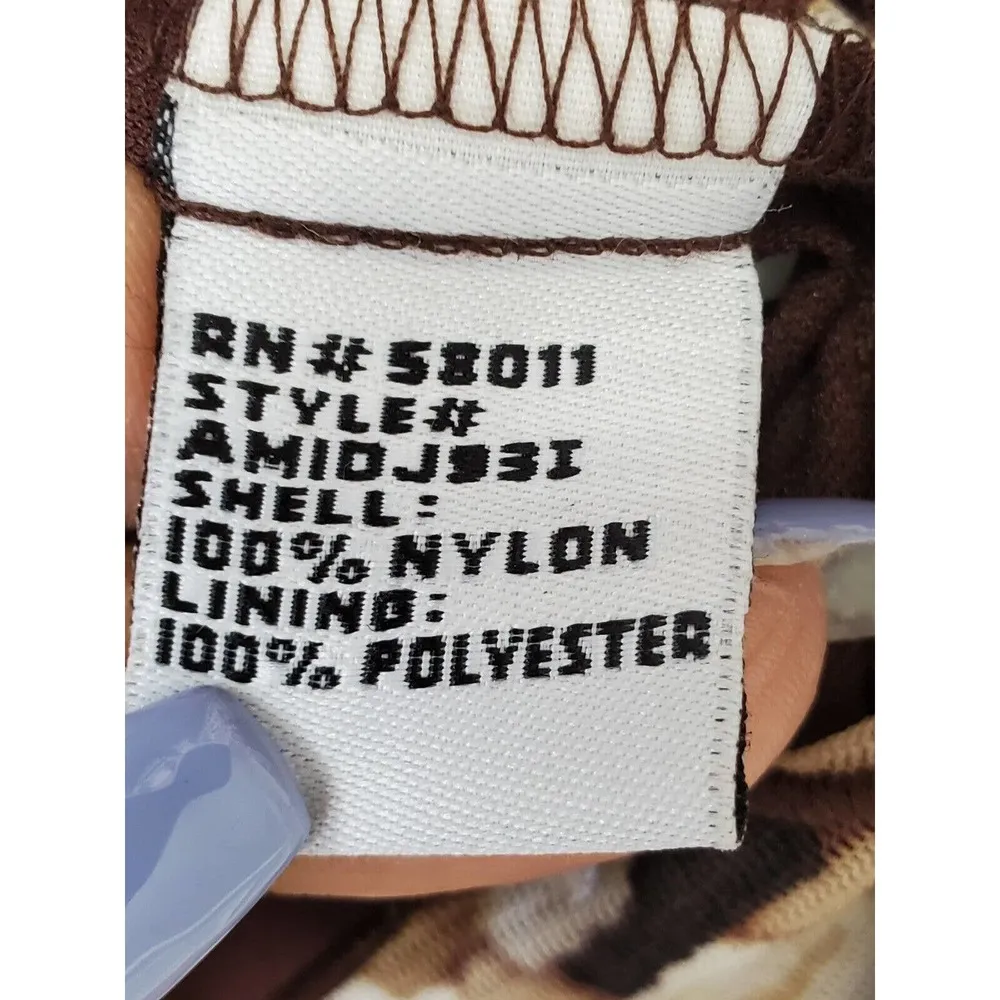 RN#58011
STYLE#
AMIDJ93I
SHELL:
100% NYLON
LINING:
100% POLYESTER